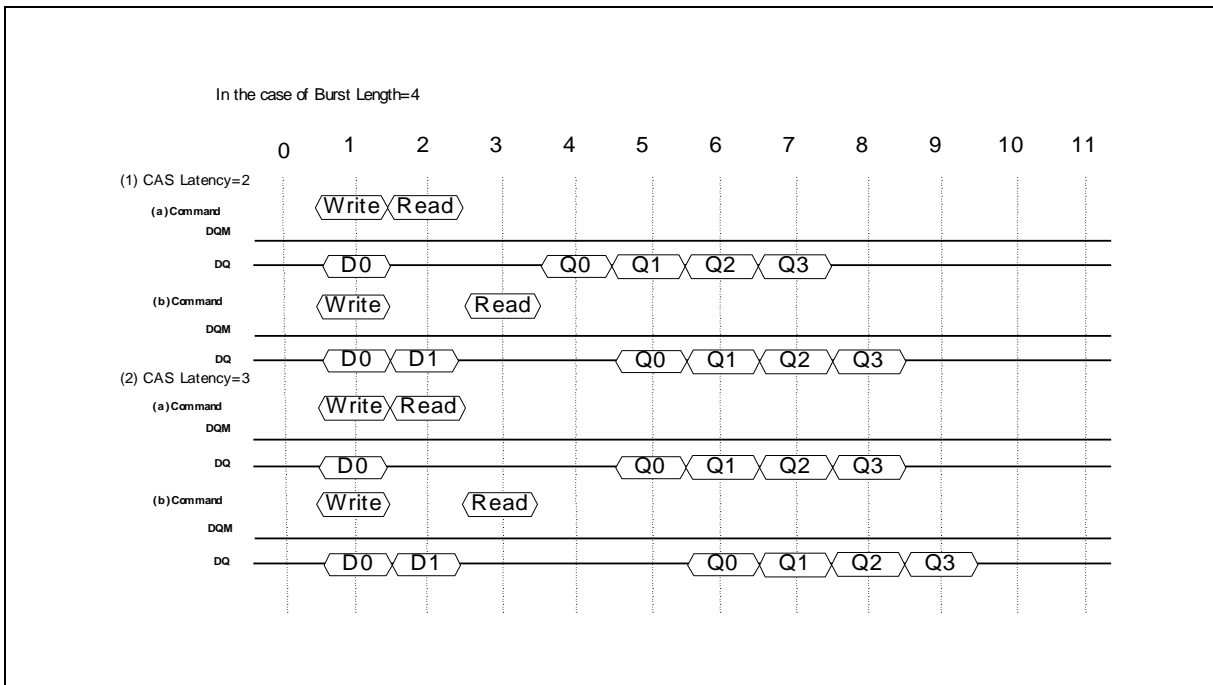 In the case of Burst Length=4
0 1 2 3 4 5 6 7 8 9 10 11
(1) CAS Latency=2
(a)Command Write Read
DQM
DQ D0 Q0 Q1 Q2 Q3
(b)Command Write Read
DQM
DQ D0 D1 Q0 Q1 Q2 Q3
(2) CAS Latency=3
(a)Command Write Read
DQM
DQ D0 Q0 Q1 Q2 Q3
(b)Command Write Read
DQM
DQ D0 D1 Q0 Q1 Q2 Q3